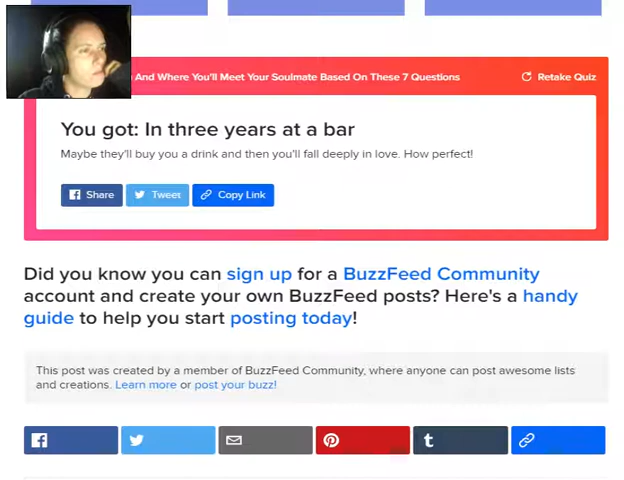 And Where You'll Meet Your Soulmate Based On These 7 Questions
Retake Quiz
You got: In three years at a bar
Maybe they'll buy you a drink and then you'll fall deeply in love. How perfect!
Share
Tweet
Copy Link
Did you know you can sign up for a BuzzFeed Community
account and create your own BuzzFeed posts? Here's a handy
guide to help you start posting today!
This post was created by a member of BuzzFeed Community, where anyone can post awesome lists
and creations. Learn more or post your buzz!